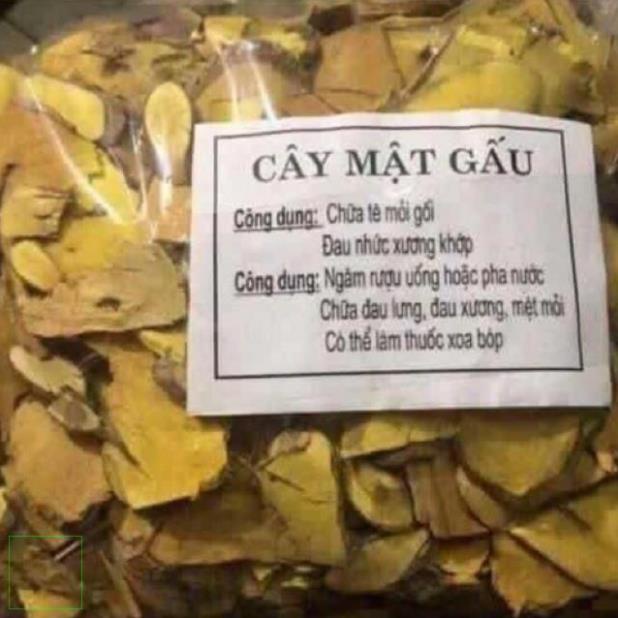 CÂY MẬT GẤU
Công dụng: Chữa tê mỏi gối
Đau nhức xương khớp
Công dụng: Ngâm rượu uống hoặc pha nước
Chữa đau lưng, đau xương, mệt mỏi
Có thể làm thuốc xoa bóp